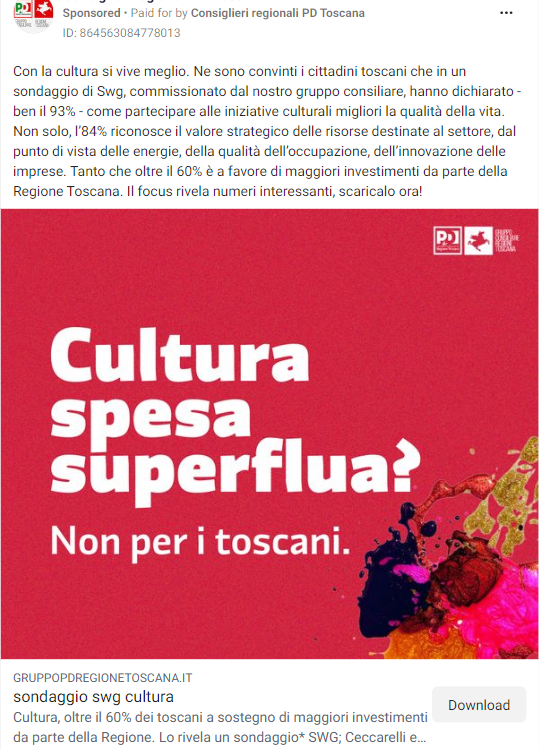 Sponsored • Paid for by Consiglieri regionali PD Toscana
ID: 864563084778013
Con la cultura si vive meglio. Ne sono convinti i cittadini toscani che in un
sondaggio di Swg, commissionato dal nostro gruppo consiliare, hanno dichiarato -
ben il 93% - come partecipare alle iniziative culturali migliori la qualità della vita.
Non solo, l'84% riconosce il valore strategico delle risorse destinate al settore, dal
punto di vista delle energie, della qualità dell'occupazione, dell'innovazione delle
imprese. Tanto che oltre il 60% è a favore di maggiori investimenti da parte della
Regione Toscana. Il focus rivela numeri interessanti, scaricalo ora!
PD
GRUPPO
CONSILIARE
REGIONE
TOSCANA
Cultura
spesa
superflua?
Non per i toscani.
GRUPPOPDREGIONETOSCANA.IT
sondaggio swg cultura
Cultura, oltre il 60% dei toscani a sostegno di maggiori investimenti
da parte della Regione. Lo rivela un sondaggio* SWG; Ceccarelli e...
Download